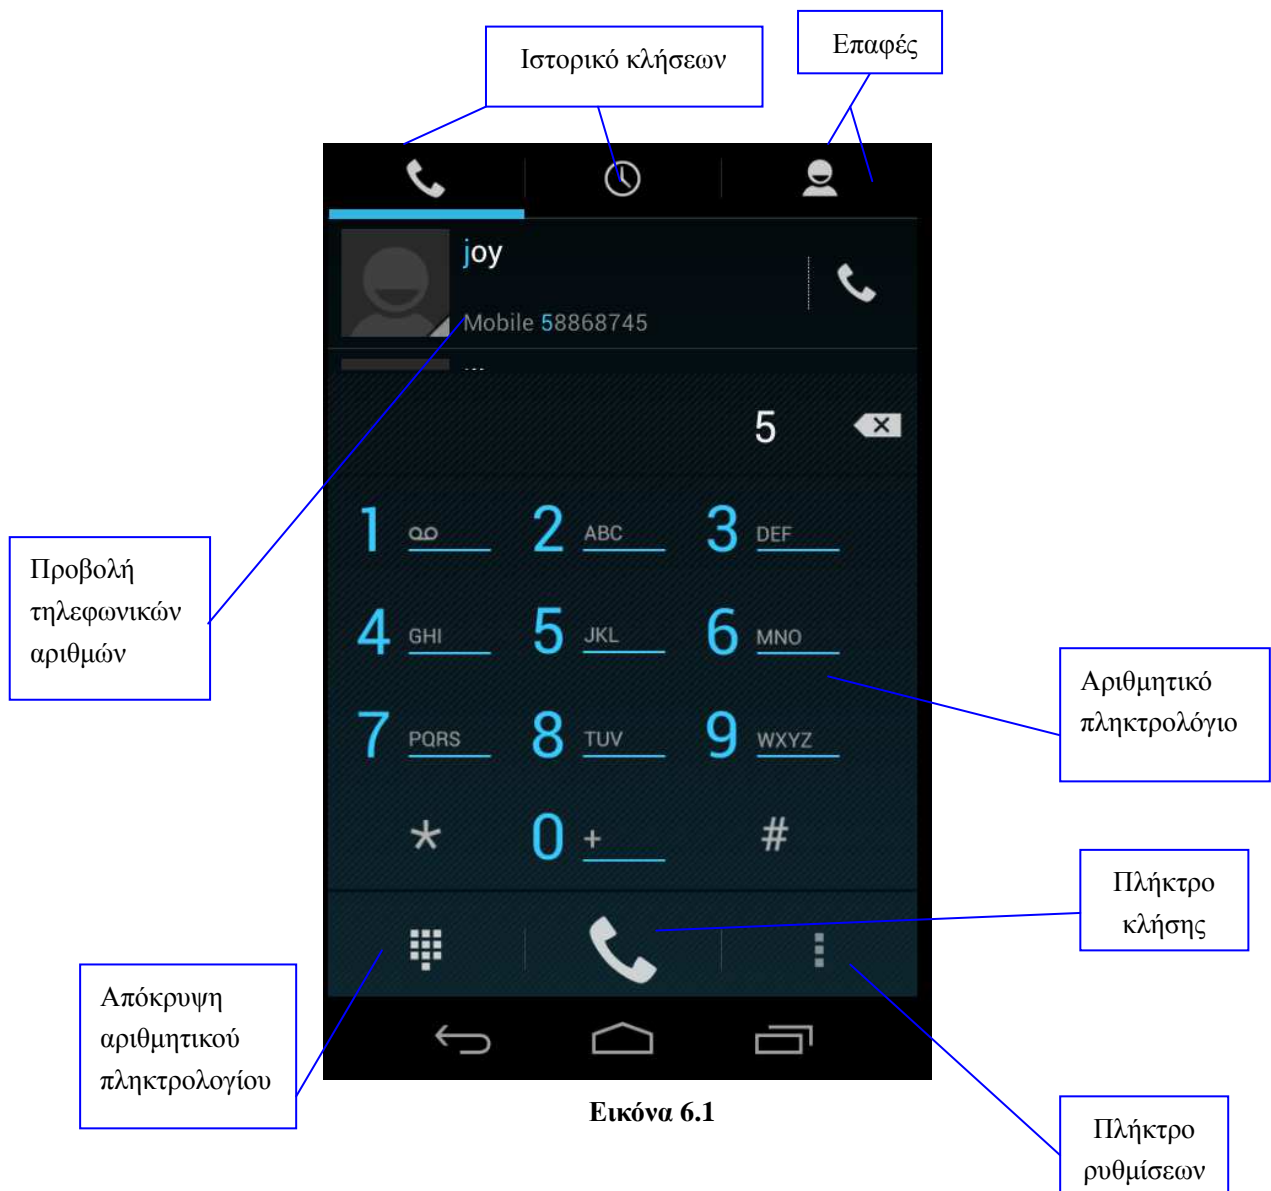 Ιστορικό κλήσεων
Επαφές
joy
Mobile 58868745
5
1
2 ABC
3 DEF
Προβολή
τηλεφωνικών
αριθμών
4 GHI
5 JKL
6 MNO
Αριθμητικό
πληκτρολόγιο
7 PQRS
8 TUV
9 WXYZ
* 0 + #
Πλήκτρο
κλήσης
Απόκρυψη
αριθμητικού
πληκτρολογίου
Εικόνα 6.1
Πλήκτρο
ρυθμίσεων